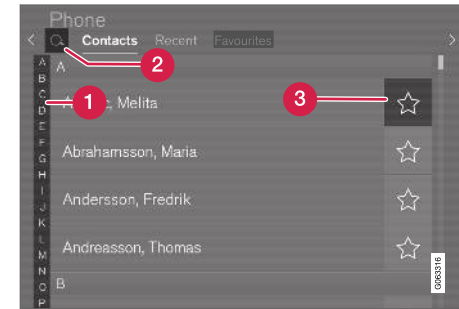 Phone
Contacts Recent Favourites
A
B
C
D
E
F
G
H
I
J
K
L
M
N
O
P
A
2
1
, Melita
3
Abrahamsson, Maria
Andersson, Fredrik
Andreasson, Thomas
B
G063316